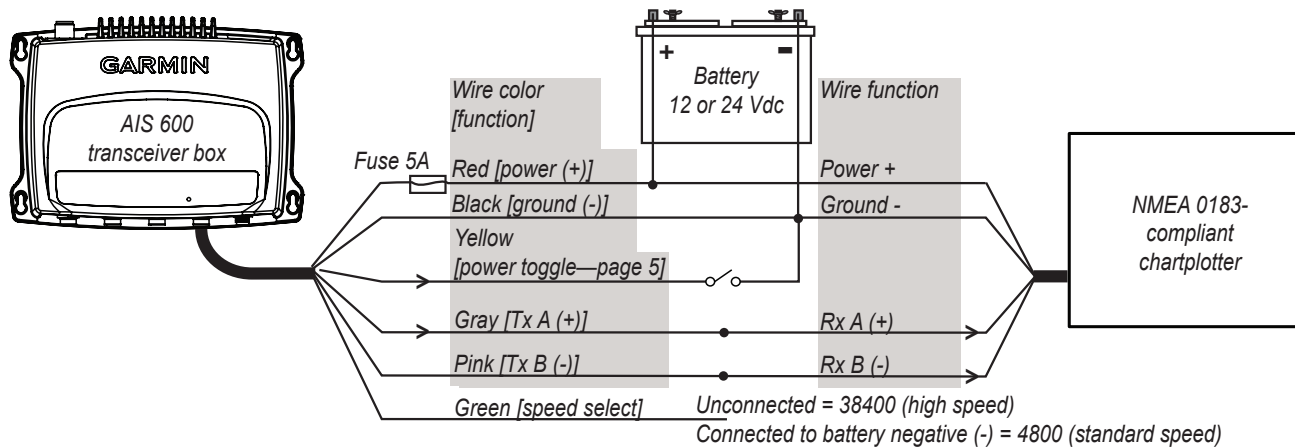 GARMIN
AIS 600
transceiver box
+ -
Battery
12 or 24 Vdc
Wire color
[function]
Wire function
Fuse 5A
Red [power (+)]
Power +
Black [ground (-)]
Ground -
Yellow
[power toggle—page 5]
Gray [Tx A (+)]
Rx A (+)
Pink [Tx B (-)]
Rx B (-)
Green [speed select]
Unconnected = 38400 (high speed)
Connected to battery negative (-) = 4800 (standard speed)
NMEA 0183-
compliant
chartplotter